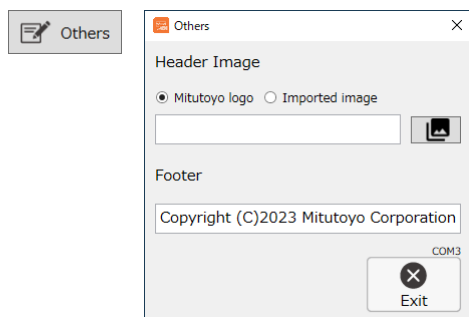 Others
Others
Header Image
Mitutoyo logo Imported image
Footer
Copyright (C)2023 Mitutoyo Corporation
COM3
Exit